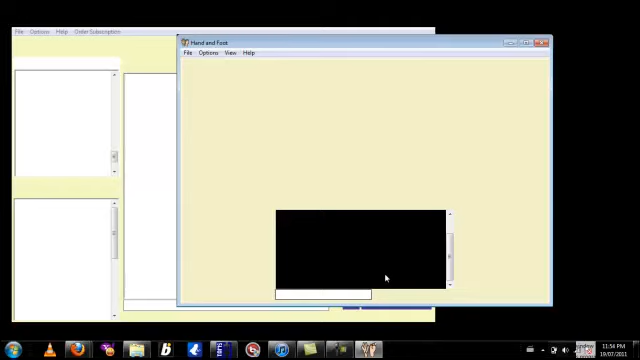 File Options Help Order Subscription
Hand and Foot
File Options View Help
11:54 PM
19/07/2011